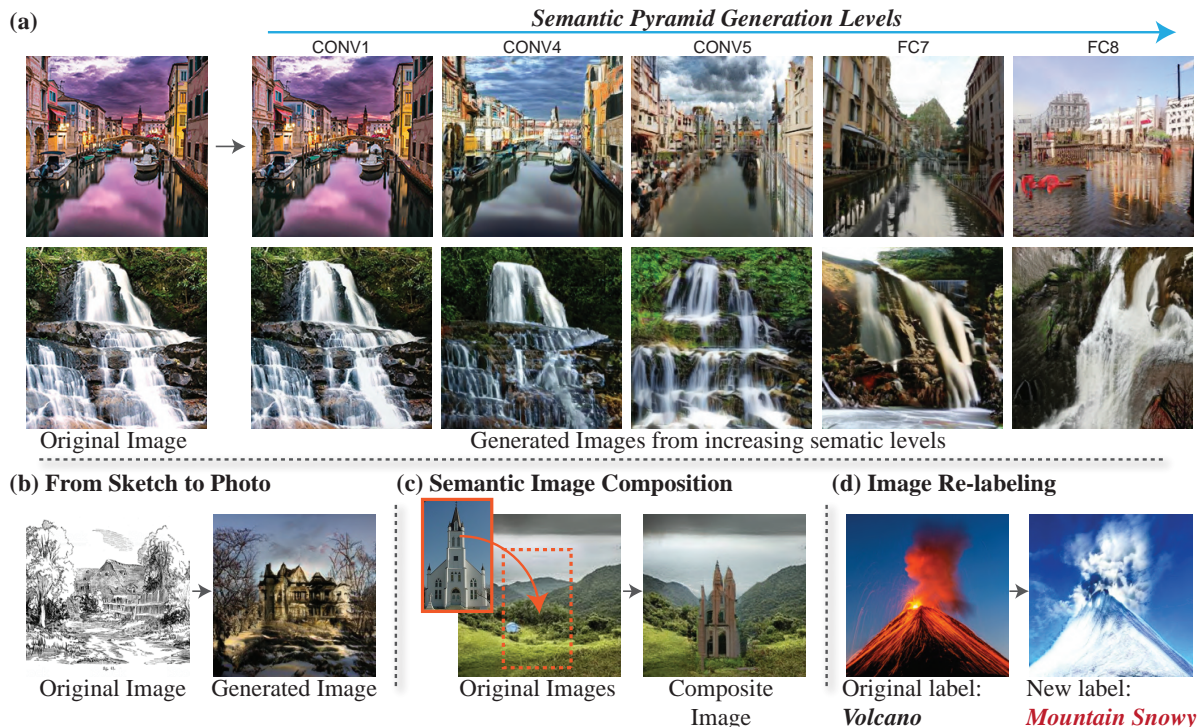 (a)
Semantic Pyramid Generation Levels
CONV1 CONV4 CONV5 FC7 FC8
Original Image
Generated Images from increasing sematic levels
(b) From Sketch to Photo
Original Image
Generated Image
(c) Semantic Image Composition
Original Images
Composite
Image
(d) Image Re-labeling
Original label:
Volcano
New label:
Mountain Snowy